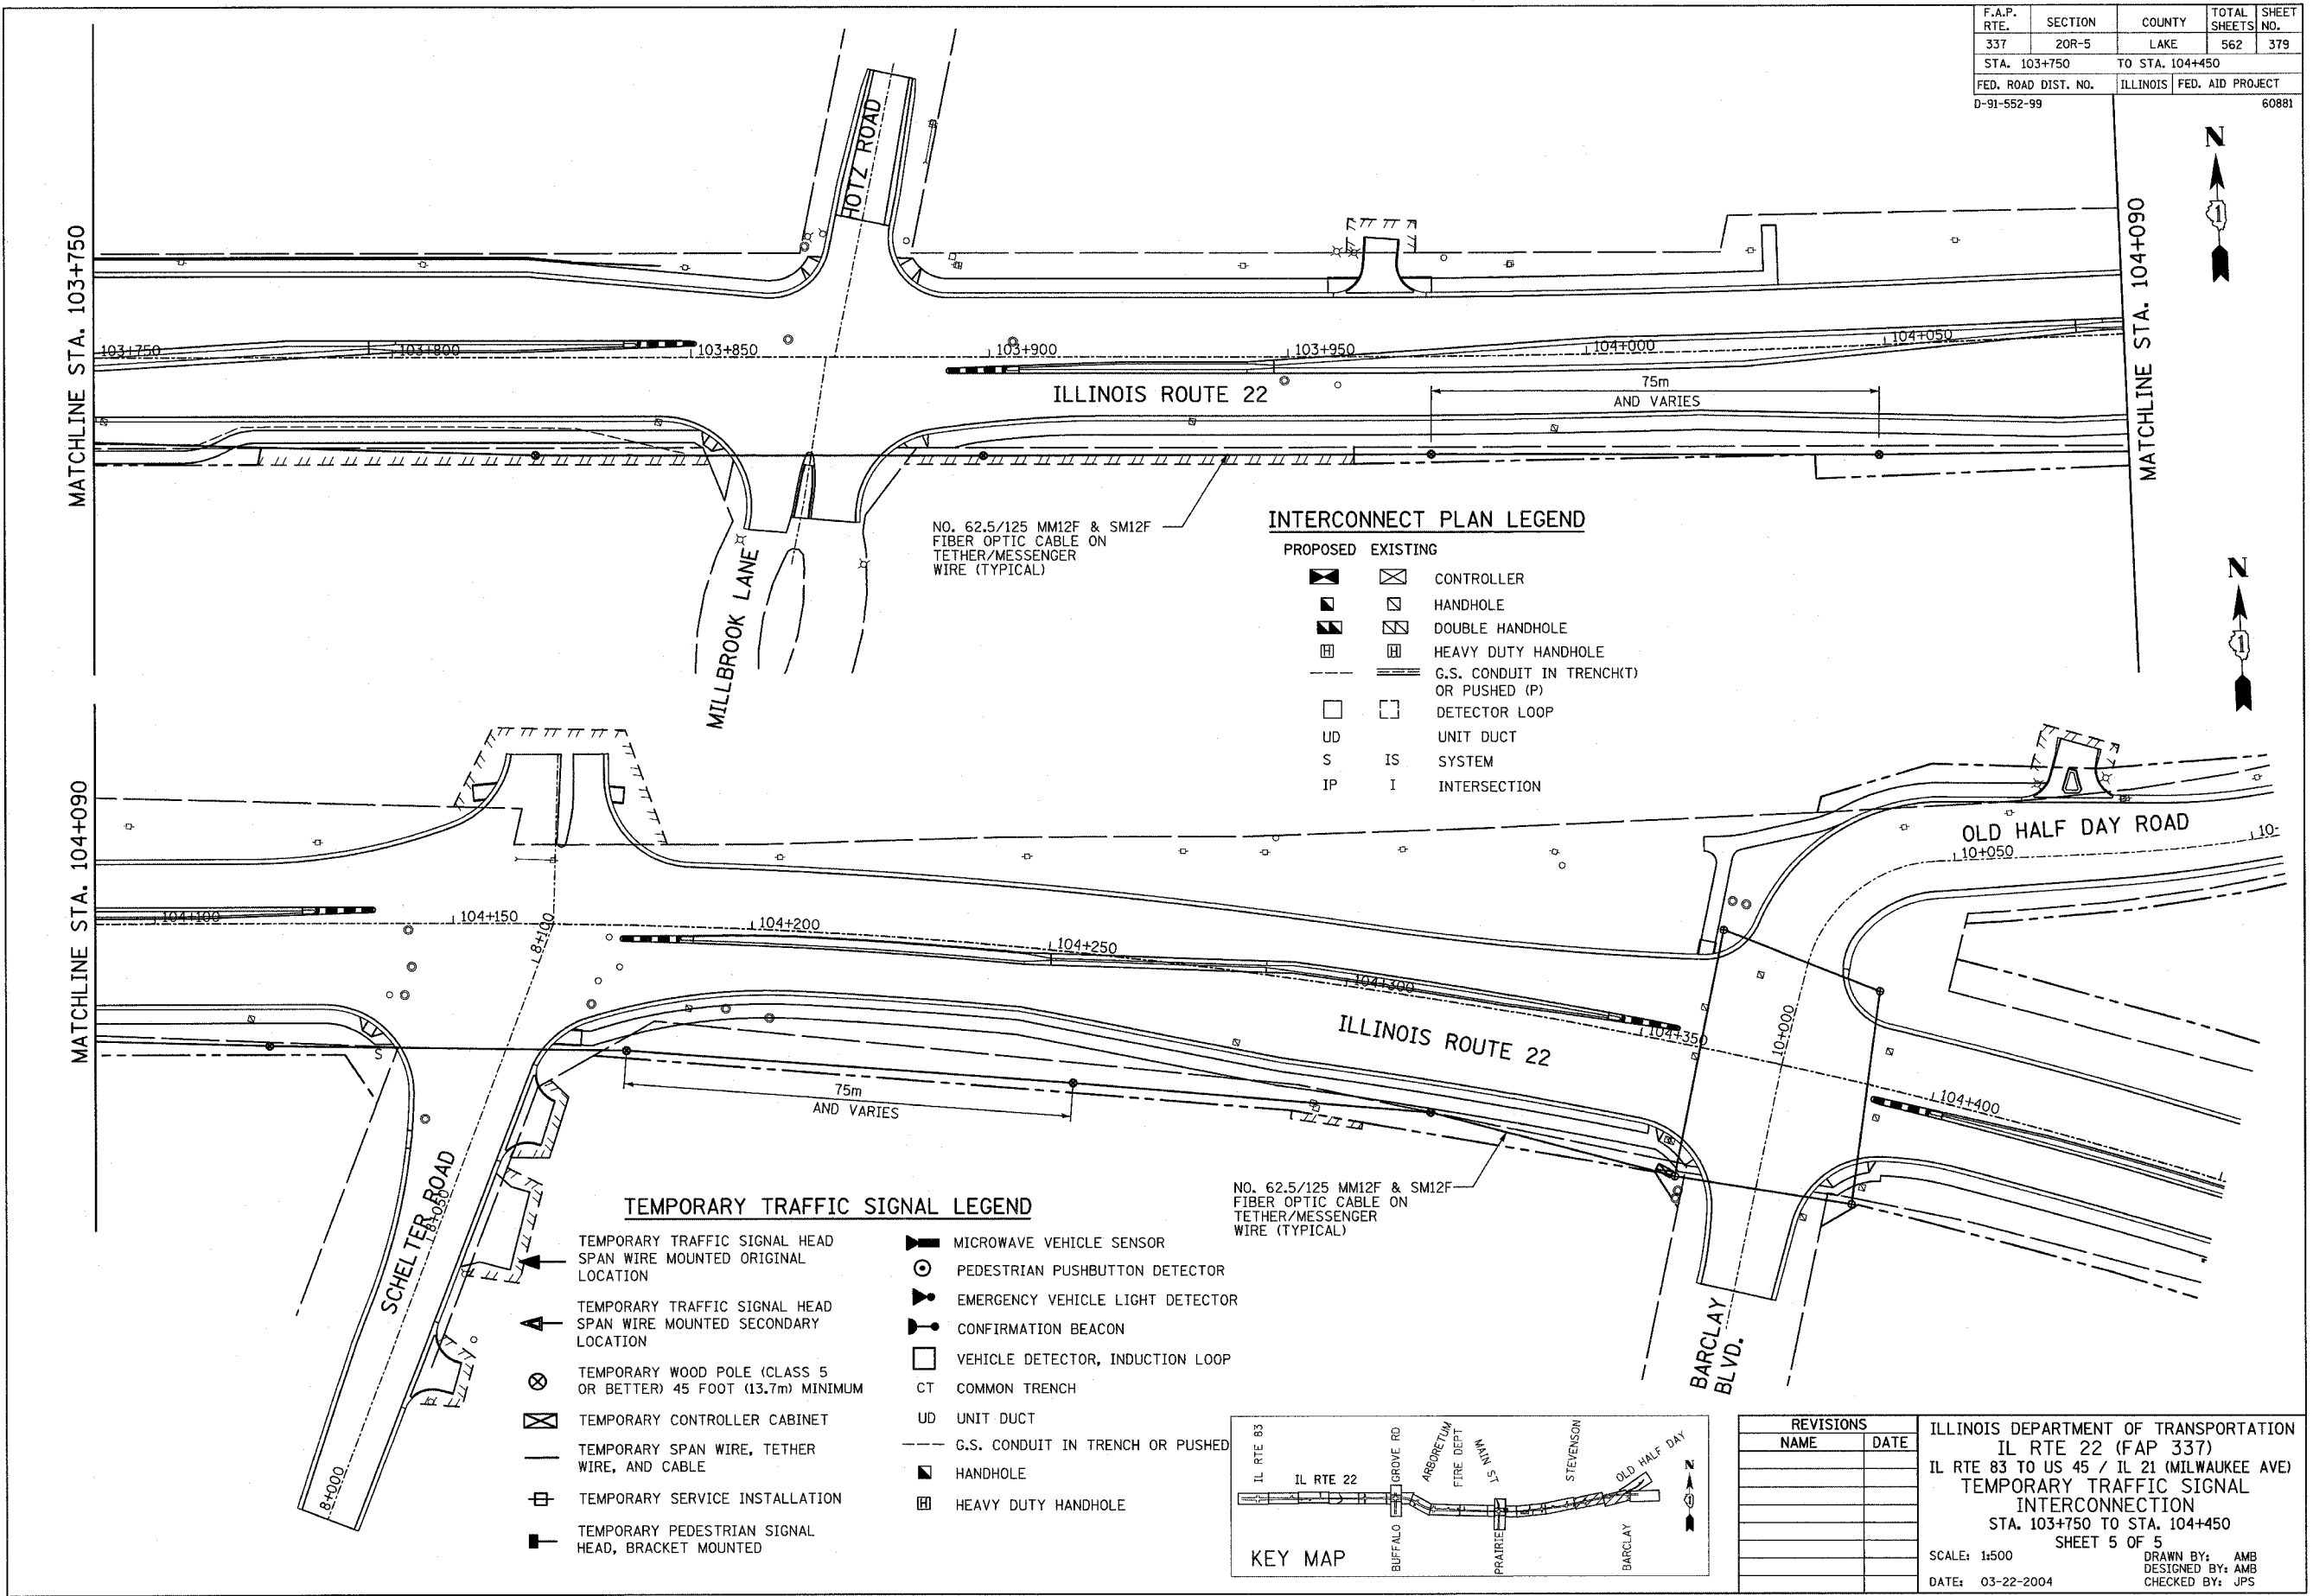 F.A.P. RTE. SECTION COUNTY TOTAL SHEETS SHEET NO.
337 20R-5 LAKE 562 379
STA. 103+750 TO STA. 104+450
FED. ROAD DIST. NO. ILLINOIS FED. AID PROJECT
D-91-552-99 60881
N
1
HOTZ ROAD
MATCHLINE STA. 103+750
MATCHLINE STA. 104+090
103+750
103+800
103+850
103+900
103+950
104+000
104+050
ILLINOIS ROUTE 22
75m
AND VARIES
NO. 62.5/125 MM12F & SM12F
FIBER OPTIC CABLE ON
TETHER/MESSENGER
WIRE (TYPICAL)
MILLBROOK LANE
INTERCONNECT PLAN LEGEND
PROPOSED EXISTING
CONTROLLER
HANDHOLE
DOUBLE HANDHOLE
H H HEAVY DUTY HANDHOLE
G.S. CONDUIT IN TRENCH(T)
OR PUSHED (P)
DETECTOR LOOP
UD UNIT DUCT
S IS SYSTEM
IP I INTERSECTION
N
1
MATCHLINE STA. 104+090
104+100
104+150
104+200
104+250
104+300
104+350
104+400
8+100
8+050
8+000
S
SCHELTER ROAD
75m
AND VARIES
ILLINOIS ROUTE 22
OLD HALF DAY ROAD
10+050
10-
10+000
BARCLAY
BLVD.
NO. 62.5/125 MM12F & SM12F
FIBER OPTIC CABLE ON
TETHER/MESSENGER
WIRE (TYPICAL)
TEMPORARY TRAFFIC SIGNAL LEGEND
TEMPORARY TRAFFIC SIGNAL HEAD
SPAN WIRE MOUNTED ORIGINAL
LOCATION
TEMPORARY TRAFFIC SIGNAL HEAD
SPAN WIRE MOUNTED SECONDARY
LOCATION
TEMPORARY WOOD POLE (CLASS 5
OR BETTER) 45 FOOT (13.7m) MINIMUM
TEMPORARY CONTROLLER CABINET
TEMPORARY SPAN WIRE, TETHER
WIRE, AND CABLE
TEMPORARY SERVICE INSTALLATION
TEMPORARY PEDESTRIAN SIGNAL
HEAD, BRACKET MOUNTED
MICROWAVE VEHICLE SENSOR
PEDESTRIAN PUSHBUTTON DETECTOR
EMERGENCY VEHICLE LIGHT DETECTOR
CONFIRMATION BEACON
VEHICLE DETECTOR, INDUCTION LOOP
CT COMMON TRENCH
UD UNIT DUCT
G.S. CONDUIT IN TRENCH OR PUSHED
HANDHOLE
H HEAVY DUTY HANDHOLE
IL RTE 83
IL RTE 22
GROVE RD
BUFFALO
ARBORETUM
FIRE DEPT
MAIN ST
PRAIRIE
STEVENSON
OLD HALF DAY
BARCLAY
N
KEY MAP
REVISIONS
NAME DATE
ILLINOIS DEPARTMENT OF TRANSPORTATION
IL RTE 22 (FAP 337)
IL RTE 83 TO US 45 / IL 21 (MILWAUKEE AVE)
TEMPORARY TRAFFIC SIGNAL
INTERCONNECTION
STA. 103+750 TO STA. 104+450
SHEET 5 OF 5
SCALE: 1:500 DRAWN BY: AMB
DESIGNED BY: AMB
DATE: 03-22-2004 CHECKED BY: JPS